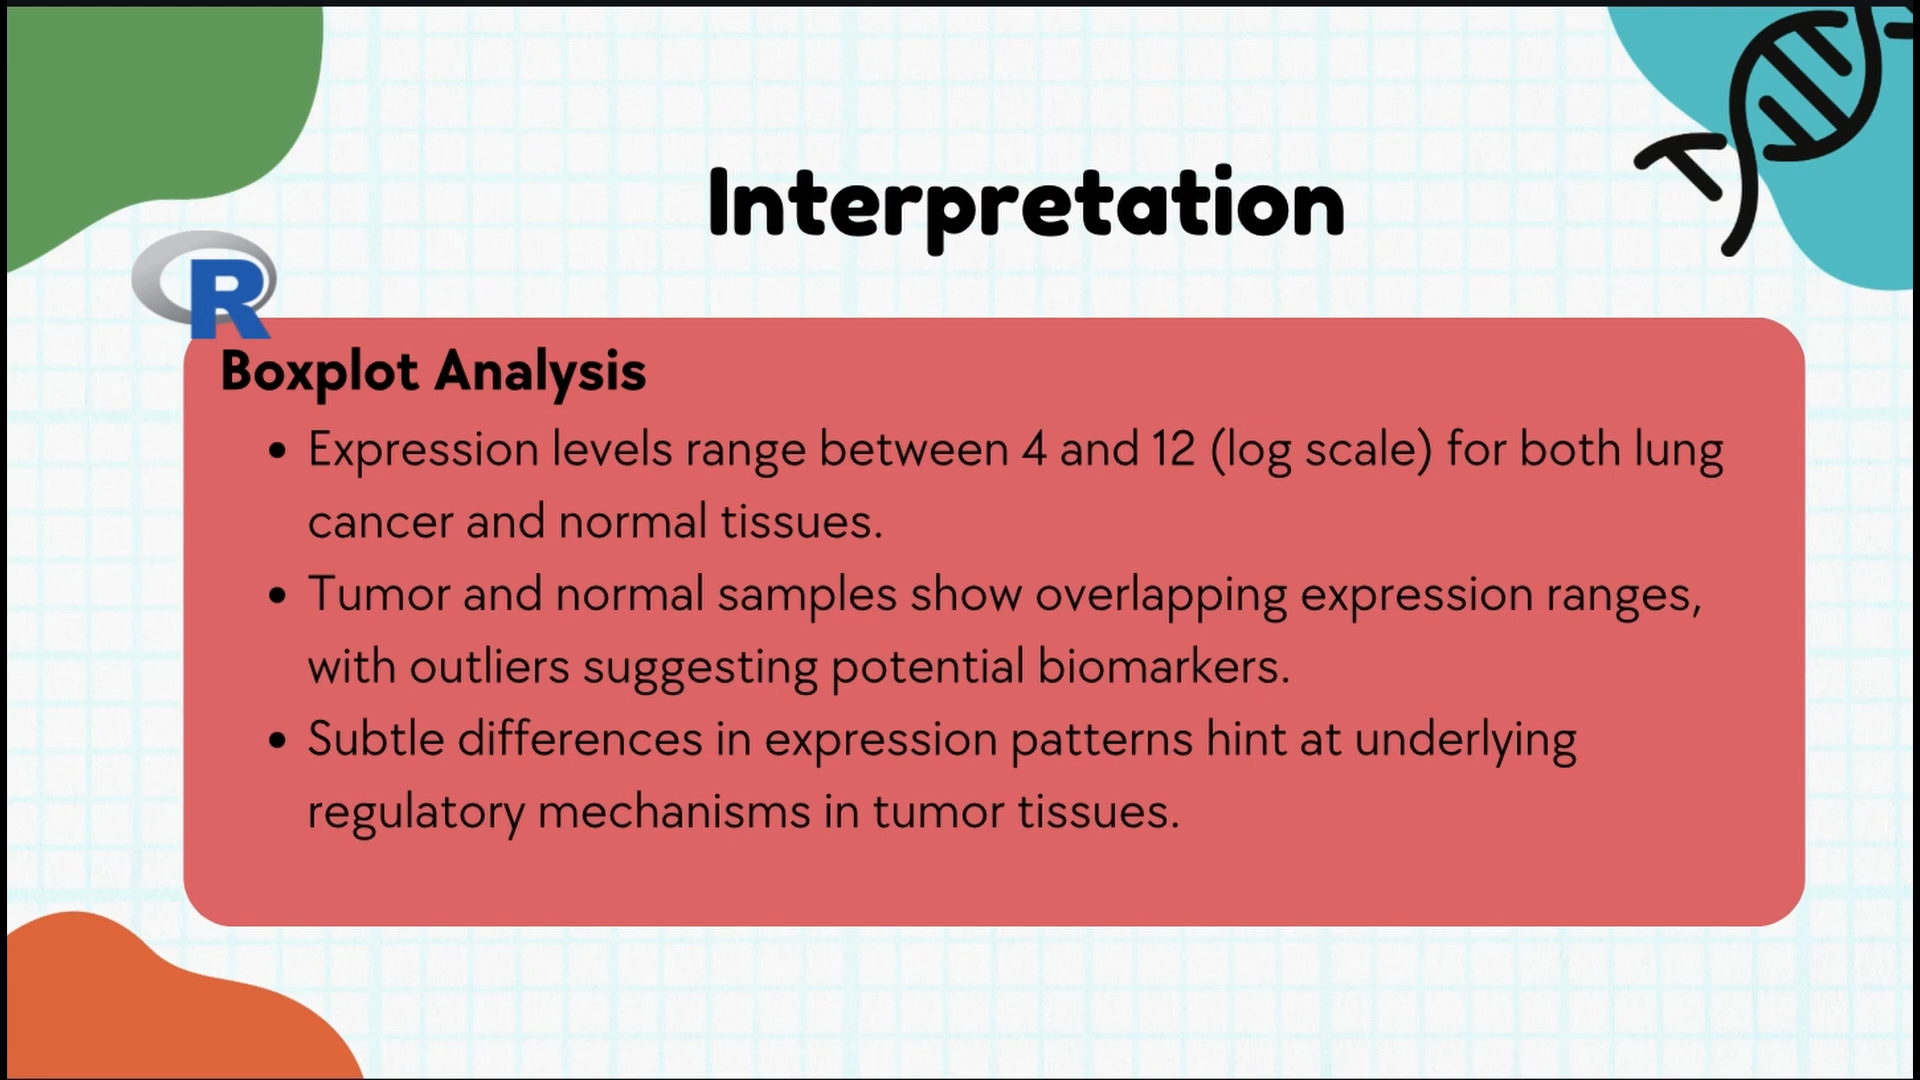 Interpretation
R
Boxplot Analysis
• Expression levels range between 4 and 12 (log scale) for both lung
cancer and normal tissues.
• Tumor and normal samples show overlapping expression ranges,
with outliers suggesting potential biomarkers.
• Subtle differences in expression patterns hint at underlying
regulatory mechanisms in tumor tissues.